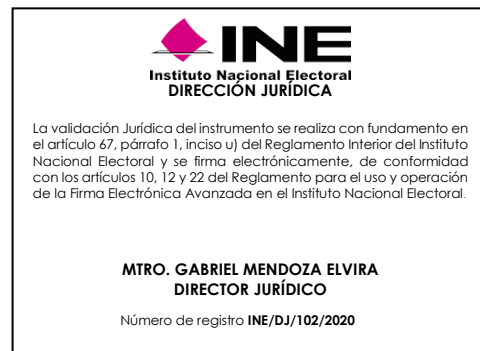 INE
Instituto Nacional Electoral
DIRECCIÓN JURÍDICA
La validación Jurídica del instrumento se realiza con fundamento en
el artículo 67, párrafo 1, inciso u) del Reglamento Interior del Instituto
Nacional Electoral y se firma electrónicamente, de conformidad
con los artículos 10, 12 y 22 del Reglamento para el uso y operación
de la Firma Electrónica Avanzada en el Instituto Nacional Electoral.
MTRO. GABRIEL MENDOZA ELVIRA
DIRECTOR JURÍDICO
Número de registro INE/DJ/102/2020